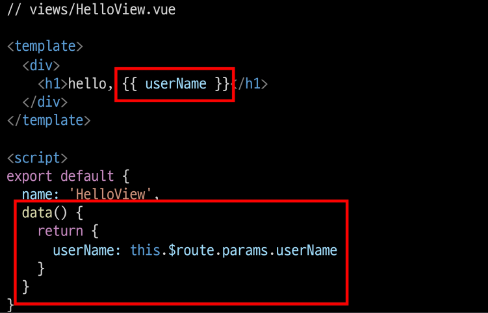 // views/HelloView.vue
<template>
<div>
<h1>hello, {{ userName }}</h1>
</div>
</template>
<script>
export default {
name: 'HelloView',
data() {
return {
userName: this.$route.params.userName
}
}
}